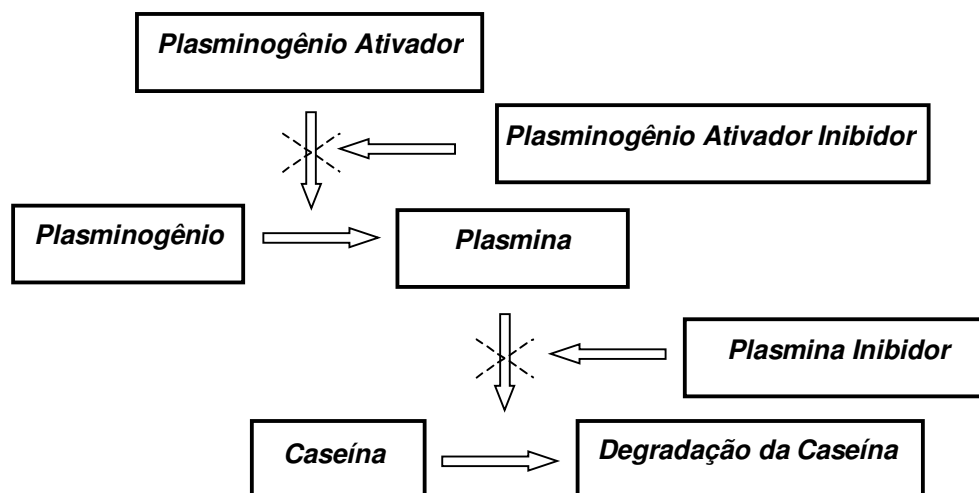 Plasminogênio Ativador
Plasminogênio Ativador Inibidor
Plasminogênio
Plasmina
Plasmina Inibidor
Caseína
Degradação da Caseína